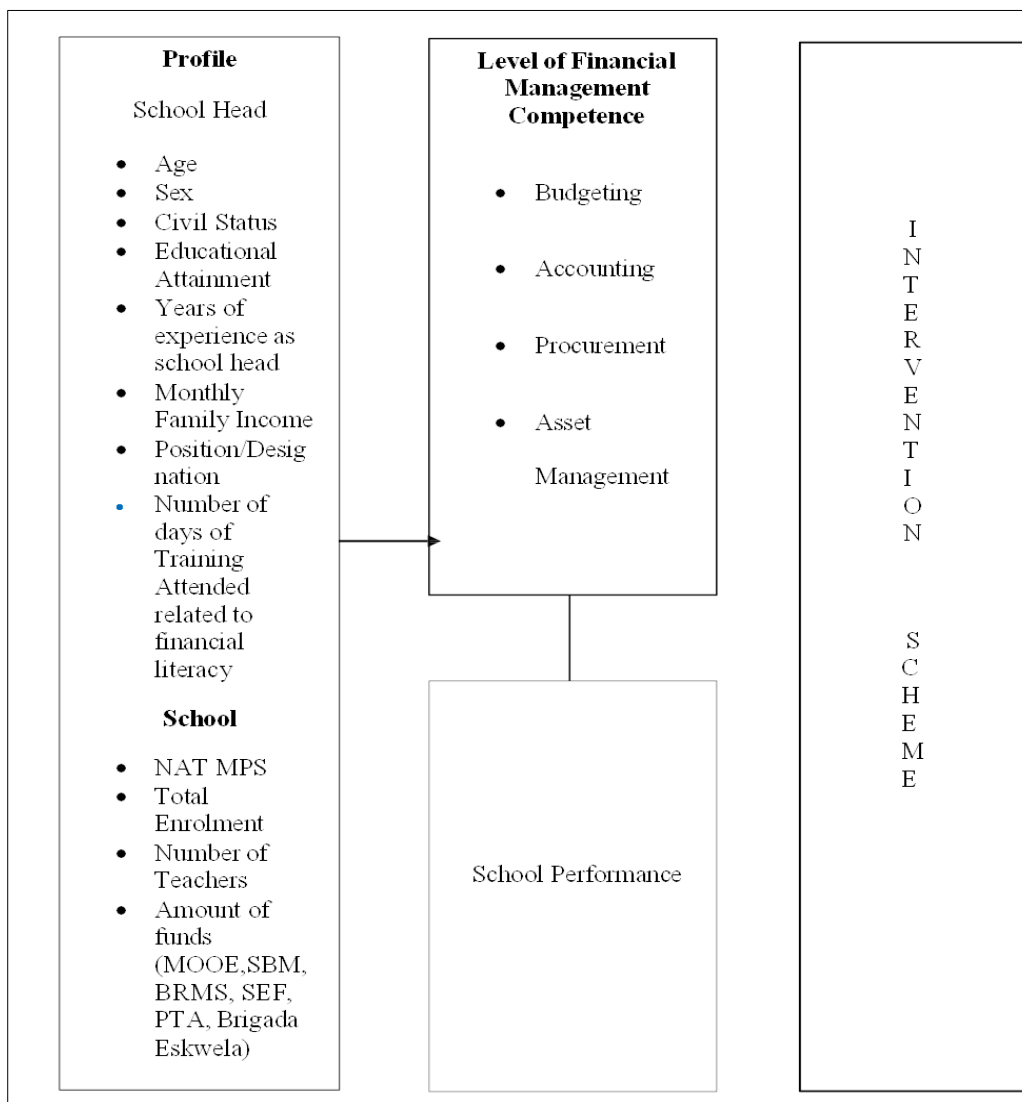 Profile
School Head
• Age
• Sex
• Civil Status
• Educational
Attainment
• Years of
experience as
school head
• Monthly
Family Income
• Position/Desig
nation
• Number of
days of
Training
Attended
related to
financial
literacy
School
• NAT MPS
• Total
Enrolment
• Number of
Teachers
• Amount of
funds
(MOOE,SBM,
BRMS, SEF,
PTA, Brigada
Eskwela)
Level of Financial
Management
Competence
• Budgeting
• Accounting
• Procurement
• Asset
Management
School Performance
I
N
T
E
R
V
E
N
T
I
O
N
S
C
H
E
M
E